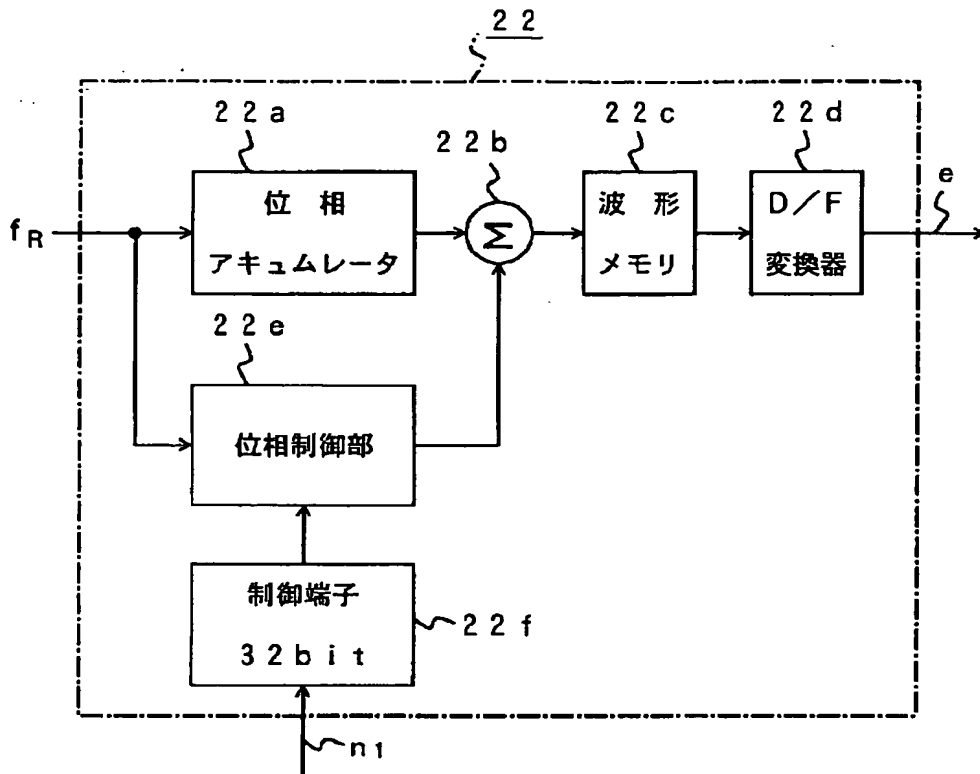 22
22a
22b
22c
22d
位相
アキュムレータ
Σ
波形
メモリ
D/F
変換器
e
fR
22e
位相制御部
制御端子
32bit
22f
n1